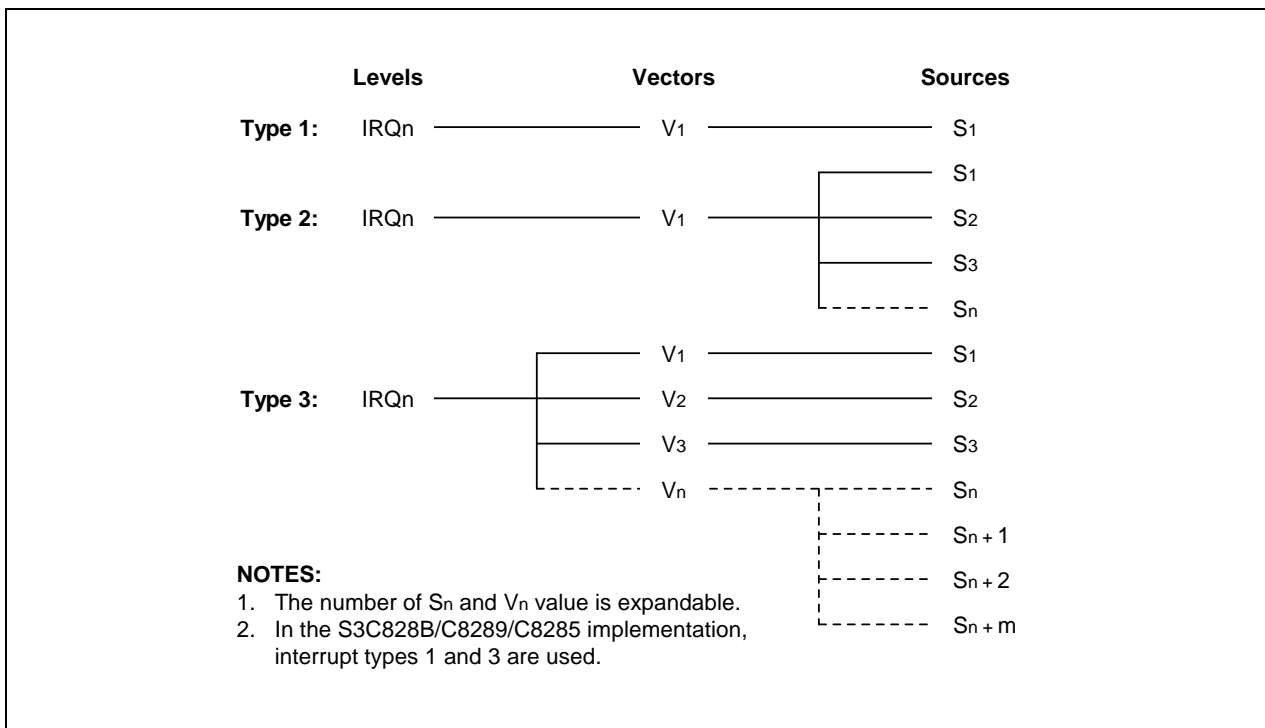 Levels Vectors Sources
Type 1: IRQn V1 S1
S1
Type 2: IRQn V1 S2
S3
Sn
V1 S1
Type 3: IRQn V2 S2
V3 S3
Vn Sn
Sn + 1
NOTES:
Sn + 2
1. The number of Sn and Vn value is expandable.
2. In the S3C828B/C8289/C8285 implementation,
Sn + m
interrupt types 1 and 3 are used.